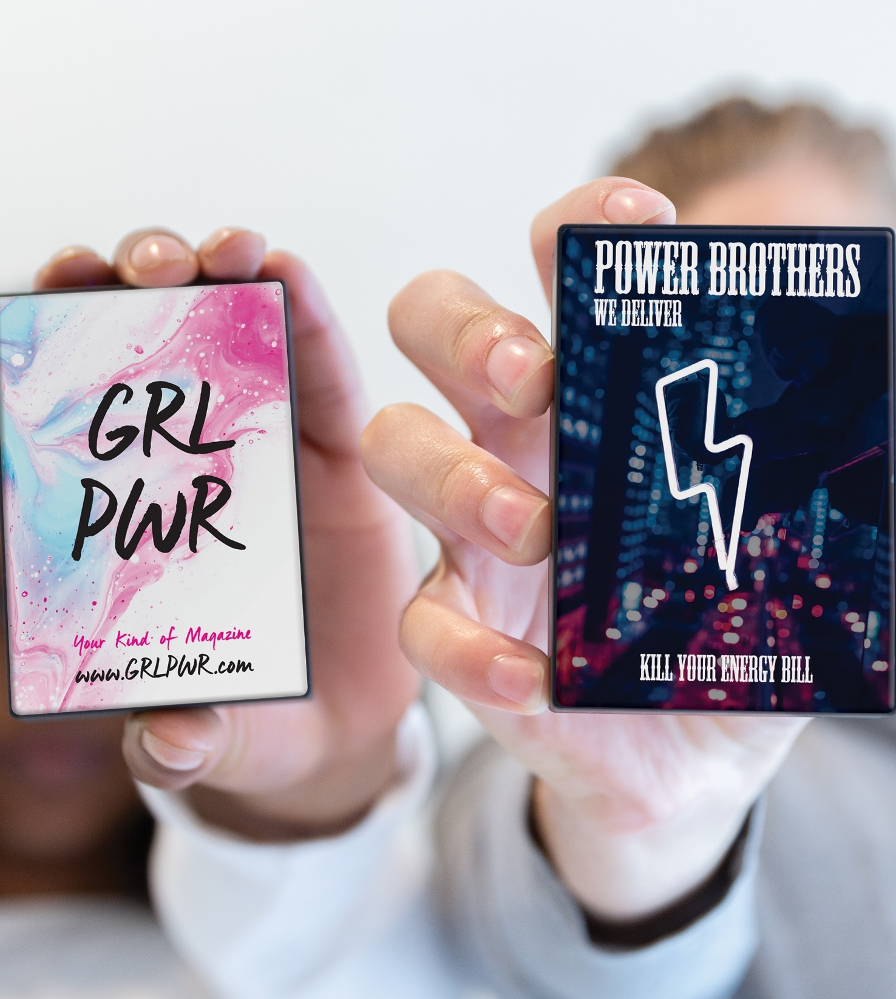 GRL
PWR
Your Kind of Magazine
www.GRLPWR.com
POWER BROTHERS
WE DELIVER
KILL YOUR ENERGY BILL